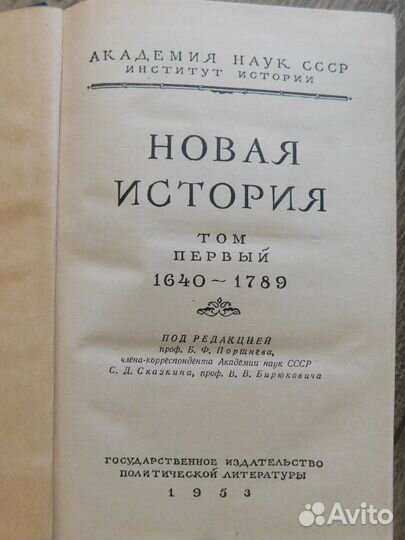 АКАДЕМИЯ НАУК СССР
ИНСТИТУТ ИСТОРИИ
НОВАЯ
ИСТОРИЯ
ТОМ
ПЕРВЫЙ
1640 ~ 1789
ПОД РЕДАКЦИЕЙ
проф. Б. Ф. Поршнева,
члена-корреспондента Академии наук СССР
С. Д. Сказкина, проф. В. В. Бирюковича
ГОСУДАРСТВЕННОЕ ИЗДАТЕЛЬСТВО
ПОЛИТИЧЕСКОЙ ЛИТЕРАТУРЫ
1953
Avito